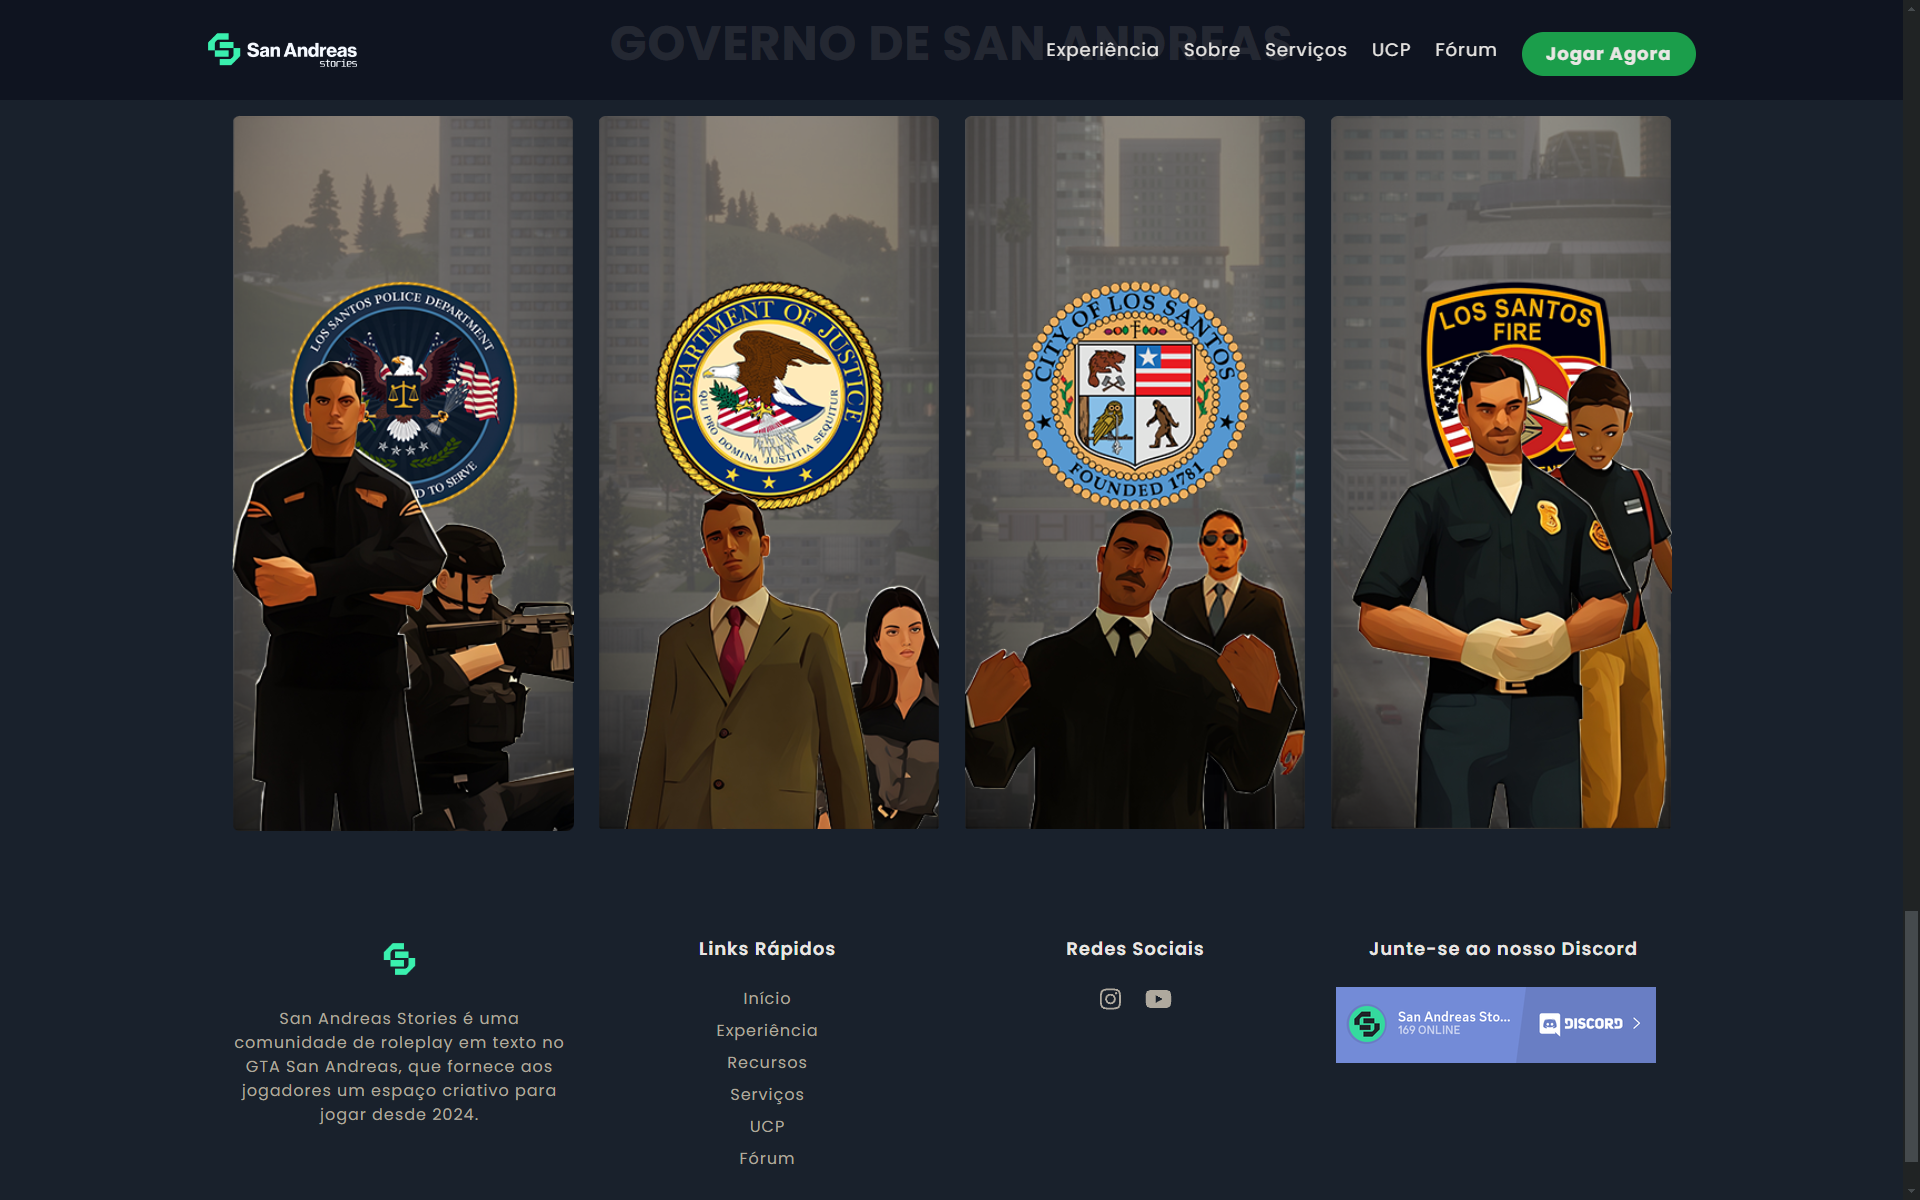 GOVERNO DE SAN ANDREAS
San Andreas
stories
Experiência
Sobre
Serviços
UCP
Fórum
Jogar Agora
LOS SANTOS POLICE DEPARTMENT
D TO SERVE
DEPARTMENT OF JUSTICE
QUI PRO DOMINA JUSTITIA SEQUITUR
CITY OF LOS SANTOS
FOUNDED 1781
LOS SANTOS
FIRE
San Andreas Stories é uma
comunidade de roleplay em texto no
GTA San Andreas, que fornece aos
jogadores um espaço criativo para
jogar desde 2024.
Links Rápidos
Início
Experiência
Recursos
Serviços
UCP
Fórum
Redes Sociais
Junte-se ao nosso Discord
San Andreas Sto...
169 ONLINE
DISCORD